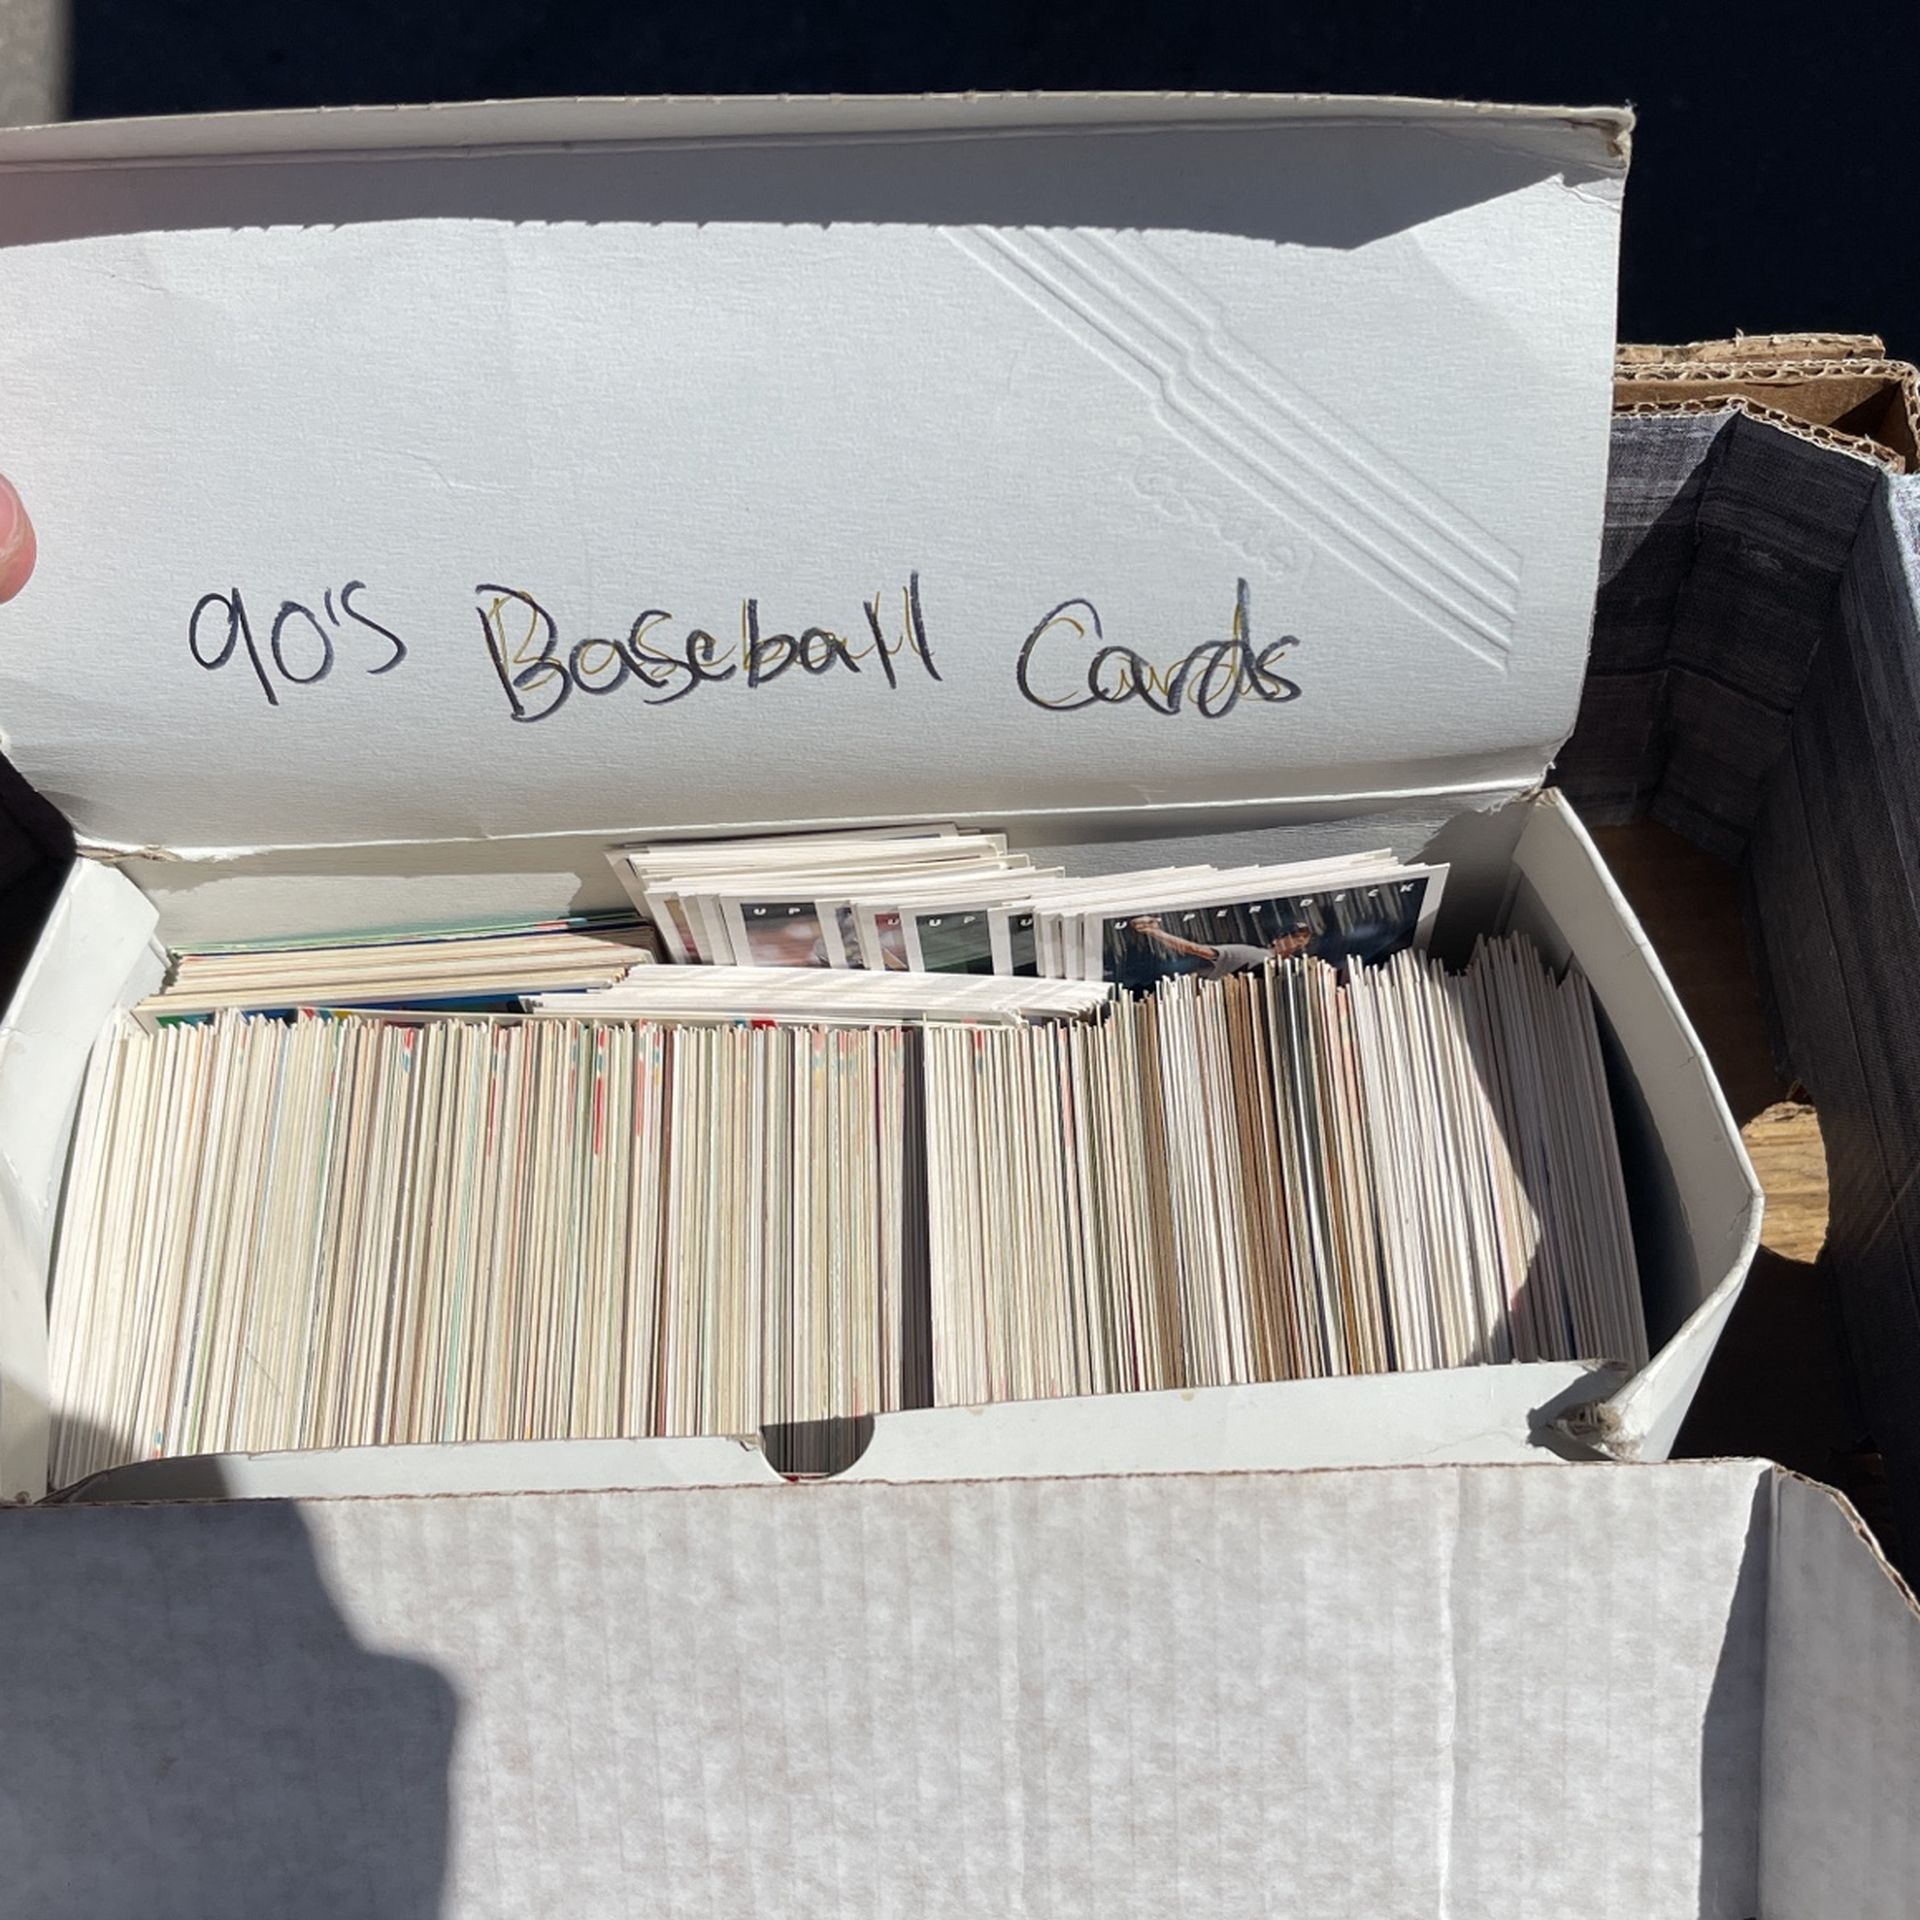 90's Baseball Cards
U P
U
U P
U
UPPER DECK